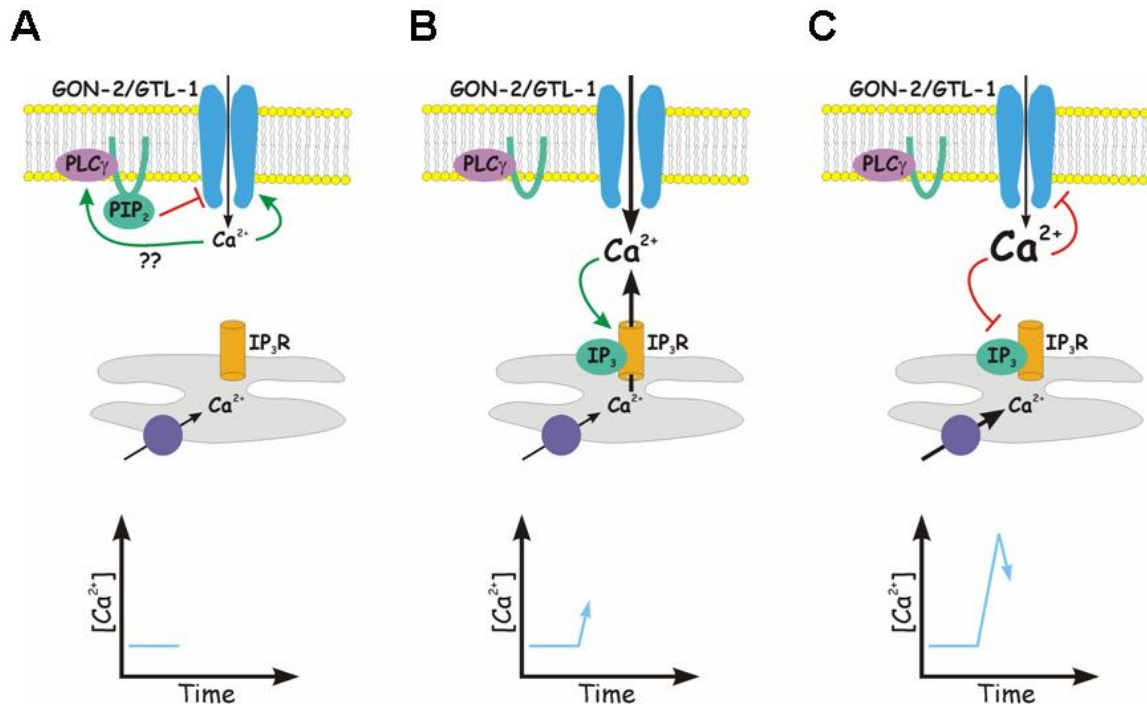 A
GON-2/GTL-1
PLCγ
PIP₂
Ca²⁺
??
IP₃R
Ca²⁺
[Ca²⁺]
Time
B
GON-2/GTL-1
PLCγ
Ca²⁺
IP₃
IP₃R
Ca²⁺
[Ca²⁺]
Time
C
GON-2/GTL-1
PLCγ
Ca²⁺
IP₃
IP₃R
Ca²⁺
[Ca²⁺]
Time